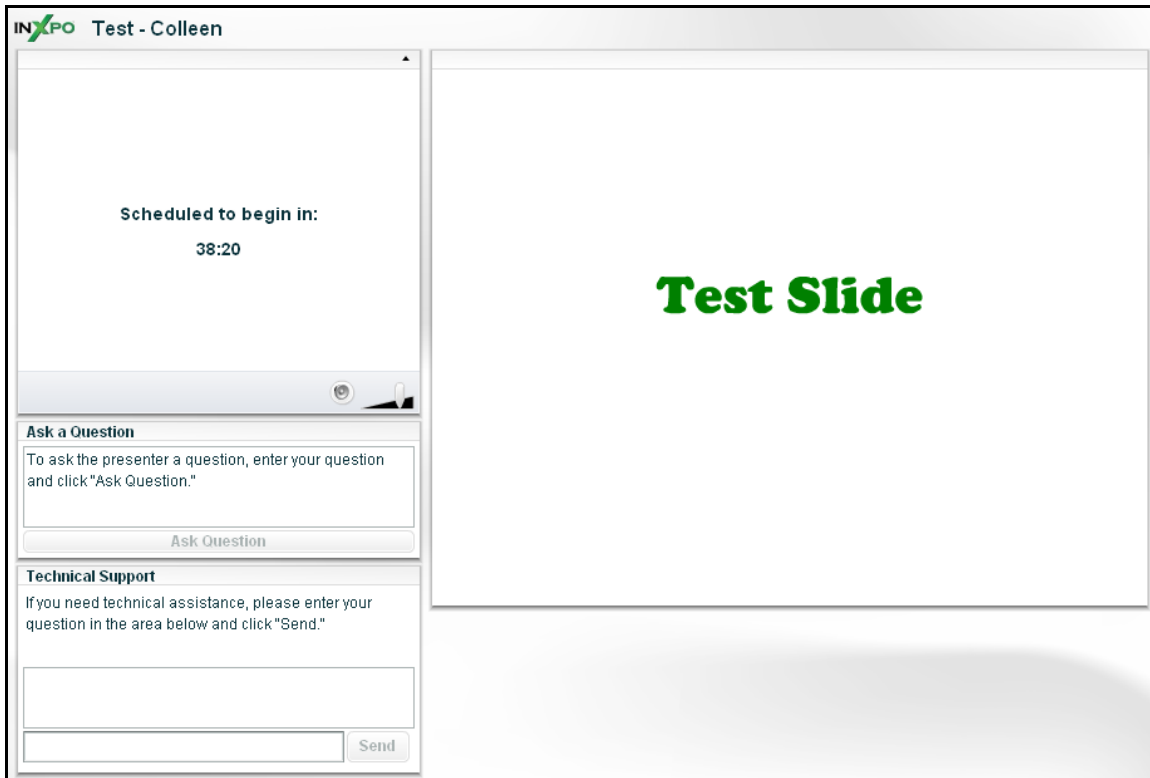 INXPO Test - Colleen
Scheduled to begin in:
38:20
Ask a Question
To ask the presenter a question, enter your question
and click "Ask Question."
Ask Question
Technical Support
If you need technical assistance, please enter your
question in the area below and click "Send."
Send
Test Slide